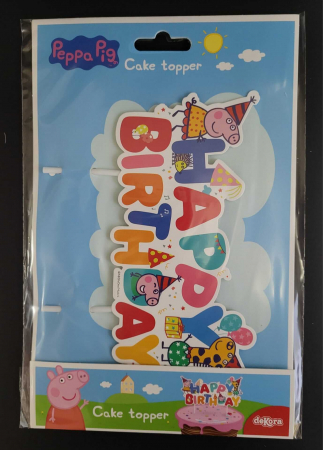 Peppa Pig
Cake topper
HAPPY
BIRTHDAY
Cake topper
HAPPY
BIRTHDAY
dekora